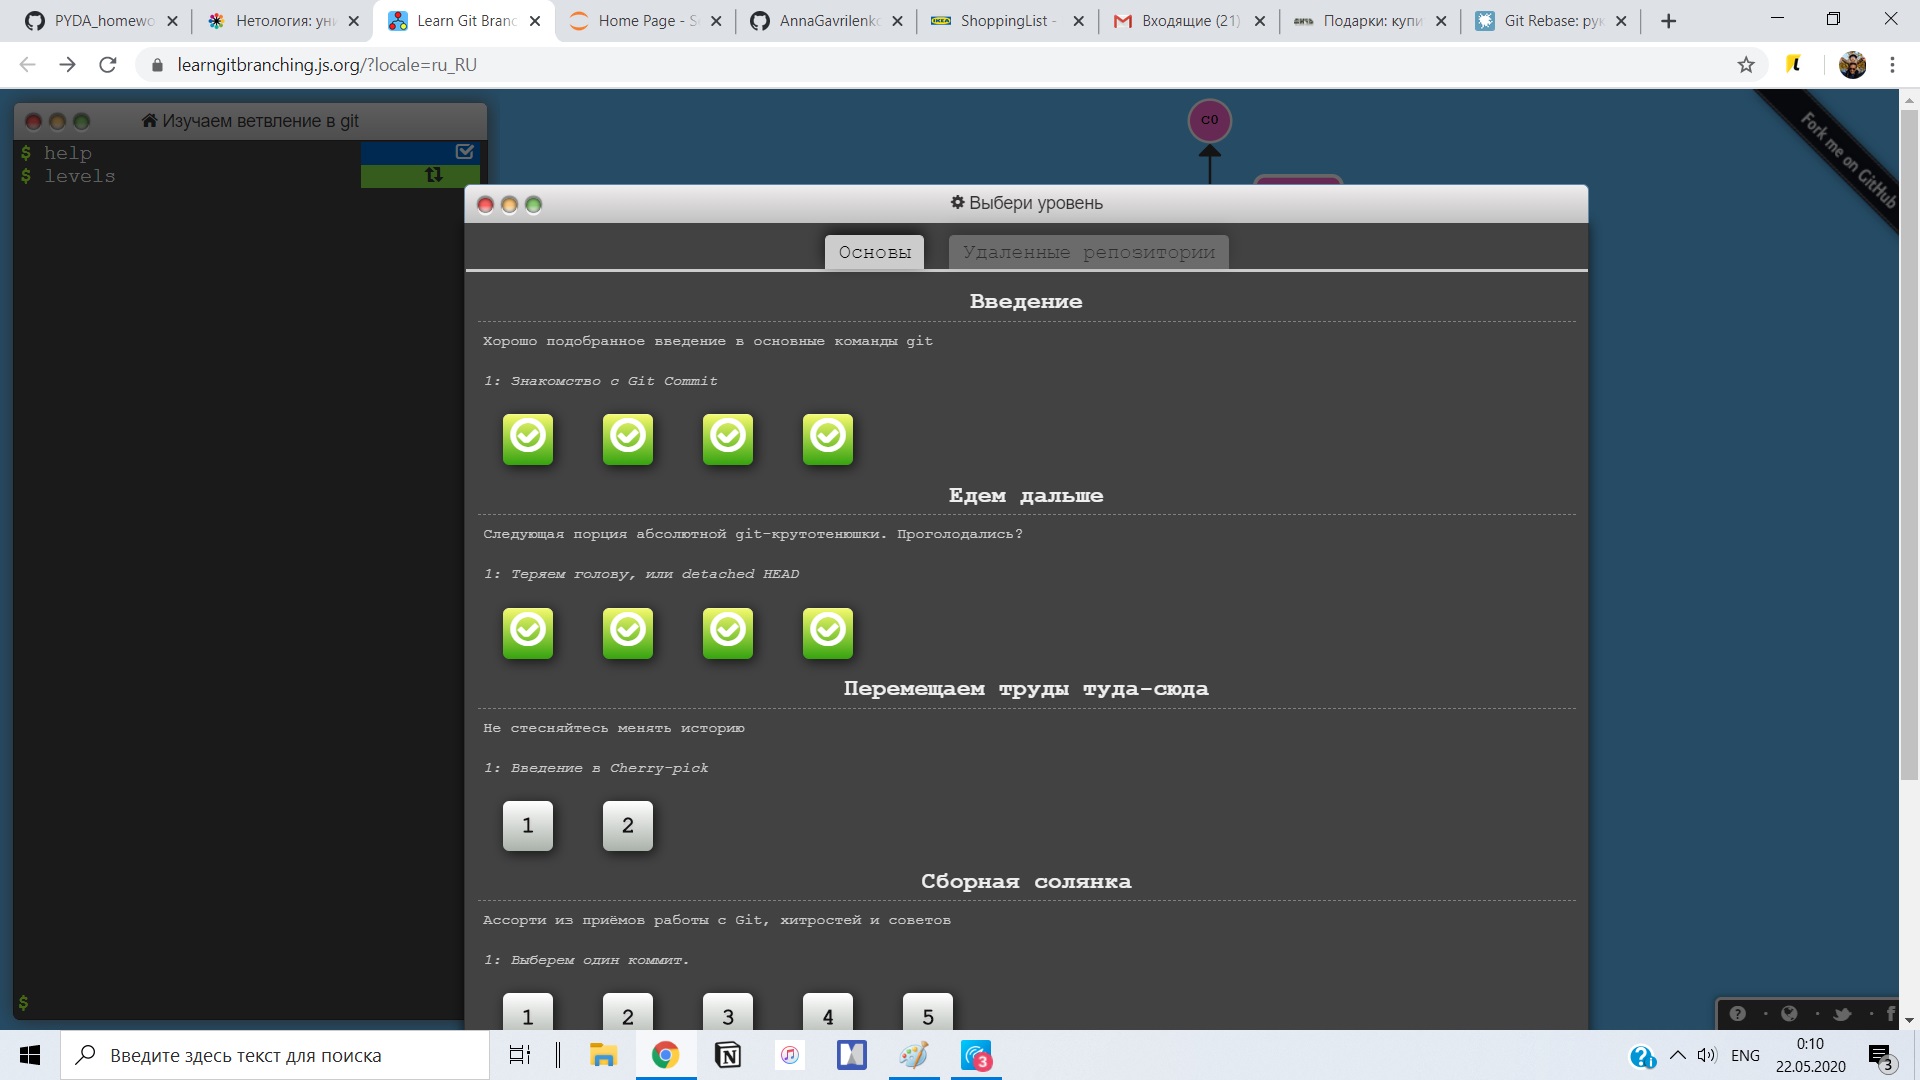 PYDA_homewo
Нетология: уни
Learn Git Branc
Home Page - S
AnnaGavrilenko
ShoppingList -
Входящие (21)
Подарки: купи
Git Rebase: рук
learngitbranching.js.org/?locale=ru_RU
Изучаем ветвление в git
$ help
$ levels
$
C0
Fork me on GitHub
Выбери уровень
Основы
Удаленные репозитории
Введение
Хорошо подобранное введение в основные команды git
1: Знакомство с Git Commit
Едем дальше
Следующая порция абсолютной git-крутотенюшки. Проголодались?
1: Теряем голову, или detached HEAD
Перемещаем труды туда-сюда
Не стесняйтесь менять историю
1: Введение в Cherry-pick
1 2
Сборная солянка
Ассорти из приёмов работы с Git, хитростей и советов
1: Выберем один коммит.
1 2 3 4 5
Введите здесь текст для поиска
3
ENG
0:10
22.05.2020
3